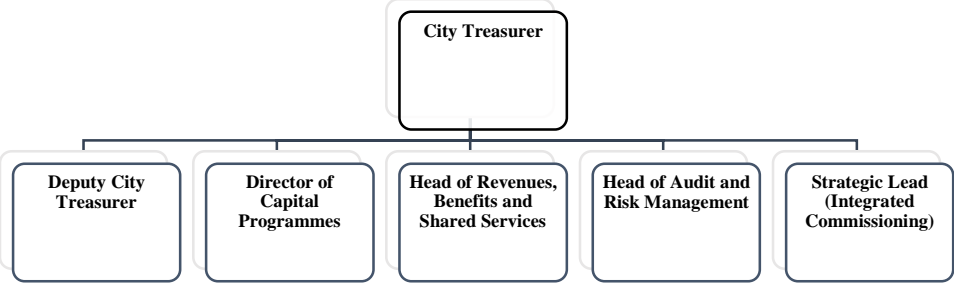 City Treasurer
Deputy City
Treasurer
Director of
Capital
Programmes
Head of Revenues,
Benefits and
Shared Services
Head of Audit and
Risk Management
Strategic Lead
(Integrated
Commissioning)